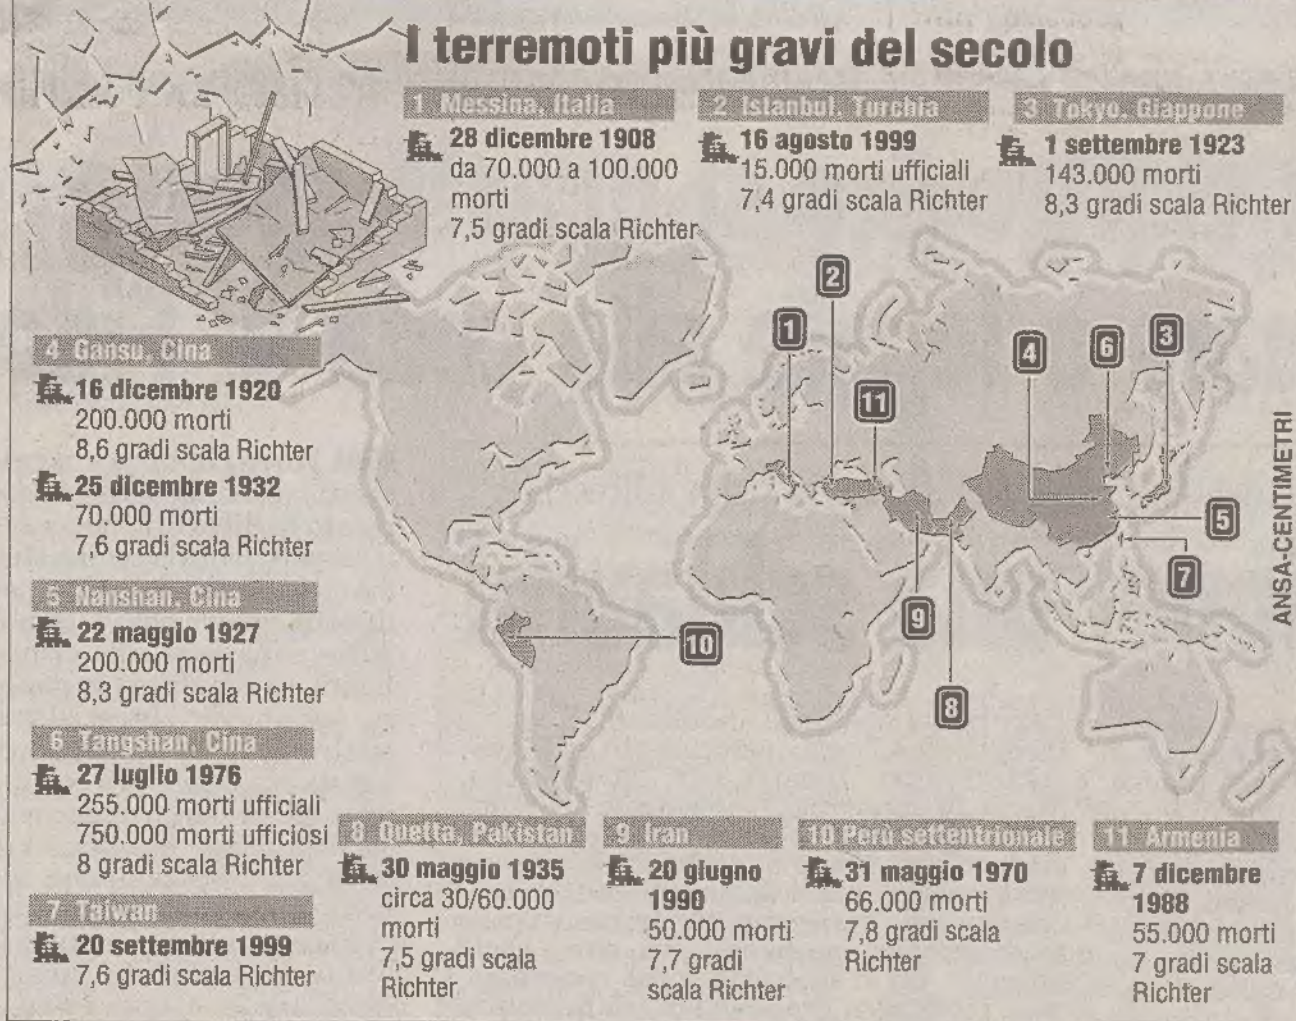 I terremoti più gravi del secolo
1 Messina, Italia
28 dicembre 1908
da 70.000 a 100.000
morti
7,5 gradi scala Richter
2 Istanbul, Turchia
16 agosto 1999
15.000 morti ufficiali
7,4 gradi scala Richter
3 Tokyo, Giappone
1 settembre 1923
143.000 morti
8,3 gradi scala Richter
4 Gansu, Cina
16 dicembre 1920
200.000 morti
8,6 gradi scala Richter
25 dicembre 1932
70.000 morti
7,6 gradi scala Richter
5 Nanshan, Cina
22 maggio 1927
200.000 morti
8,3 gradi scala Richter
6 Tangshan, Cina
27 luglio 1976
255.000 morti ufficiali
750.000 morti ufficiosi
8 gradi scala Richter
7 Taiwan
20 settembre 1999
7,6 gradi scala Richter
8 Quetta, Pakistan
30 maggio 1935
circa 30/60.000
morti
7,5 gradi scala
Richter
9 Iran
20 giugno
1990
50.000 morti
7,7 gradi
scala Richter
10 Perù settentrionale
31 maggio 1970
66.000 morti
7,8 gradi scala
Richter
11 Armenia
7 dicembre
1988
55.000 morti
7 gradi scala
Richter
1
2
3
4
6
11
5
7
9
10
8
ANSA-CENTIMETRI